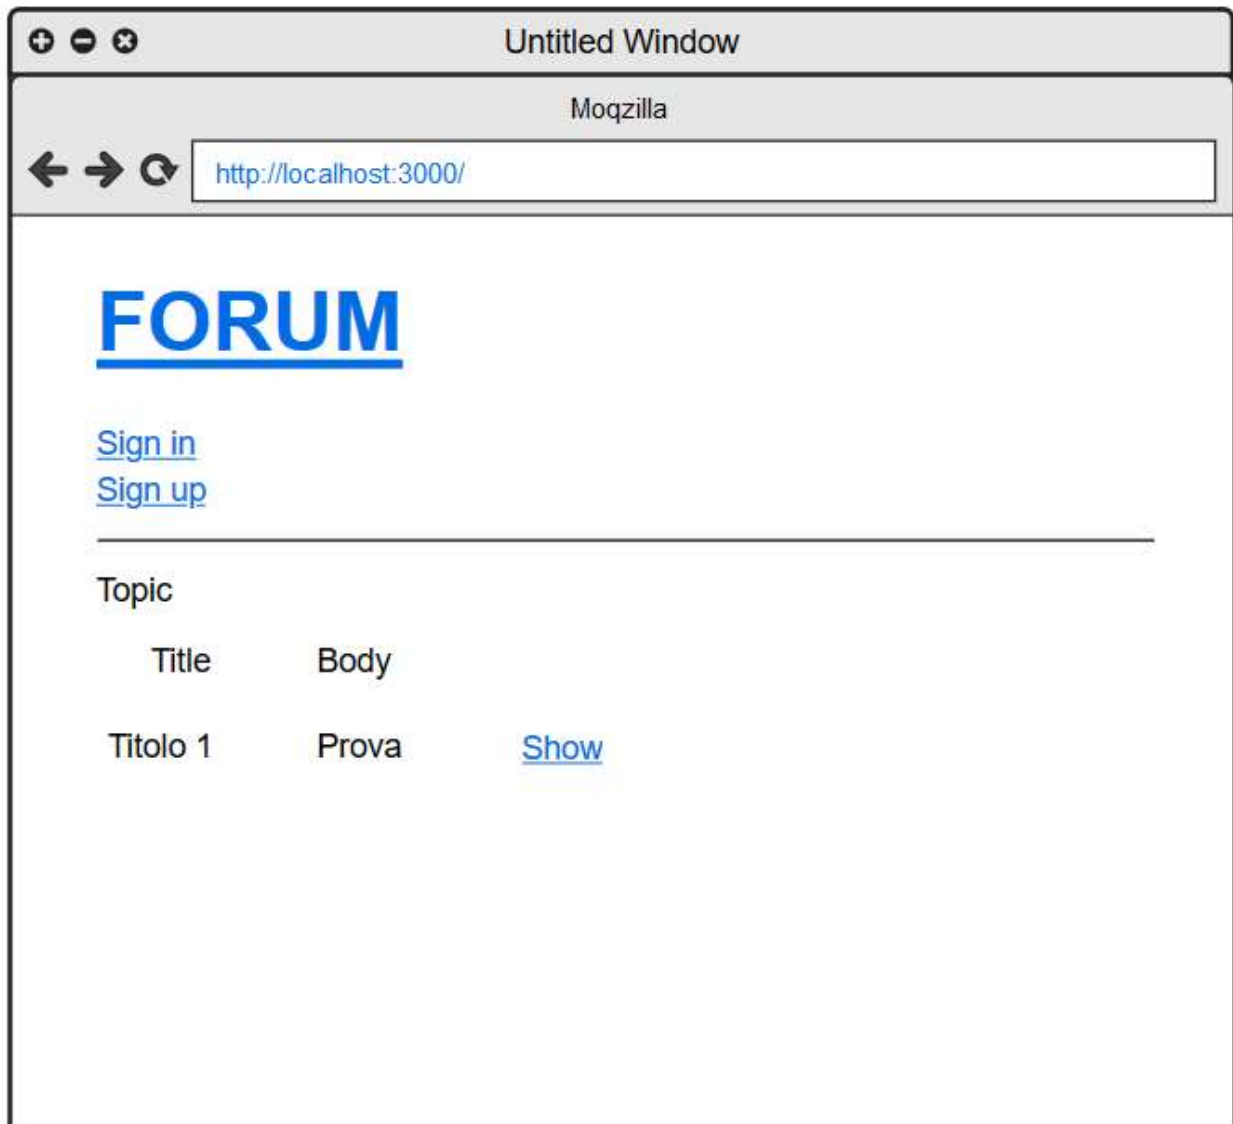 Untitled Window
Moqzilla
http://localhost:3000/
FORUM
Sign in
Sign up
Topic
Title Body
Titolo 1 Prova Show